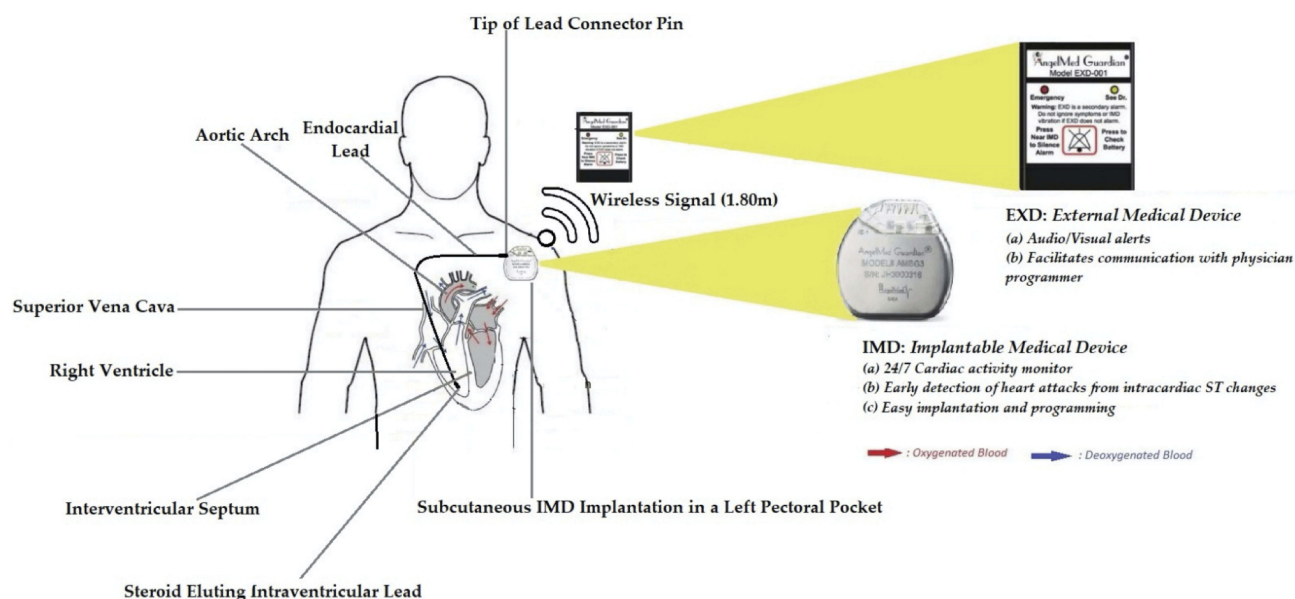 Tip of Lead Connector Pin
Aortic Arch
Endocardial
Lead
Wireless Signal (1.80m)
Superior Vena Cava
Right Ventricle
Interventricular Septum
Steroid Eluting Intraventricular Lead
Subcutaneous IMD Implantation in a Left Pectoral Pocket
AngelMed Guardian®
Model EXD-001
Emergency
See Dr.
Warning: EXD is a secondary alarm.
Do not ignore symptoms or IMD
vibration if EXD does not alarm.
Press
Near IMD
to Silence
Alarm
Press to
Check
Battery
EXD: External Medical Device
(a) Audio/Visual alerts
(b) Facilitates communication with physician
programmer
AngelMed Guardian®
IMD: Implantable Medical Device
(a) 24/7 Cardiac activity monitor
(b) Early detection of heart attacks from intracardiac ST changes
(c) Easy implantation and programming
: Oxygenated Blood
: Deoxygenated Blood